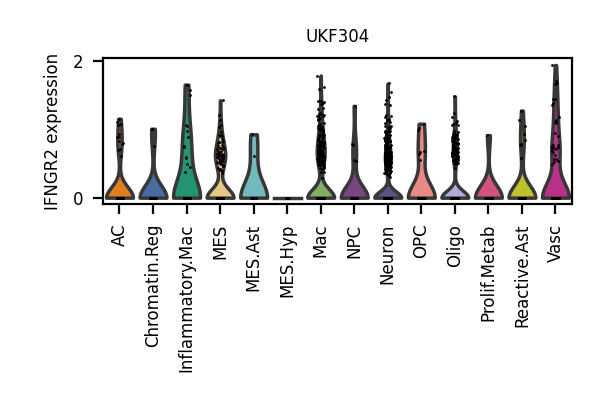 UKF304
IFNGR2 expression
2
0
AC
Chromatin.Reg
Inflammatory.Mac
MES
MES.Ast
MES.Hyp
Mac
NPC
Neuron
OPC
Oligo
Prolif.Metab
Reactive.Ast
Vasc